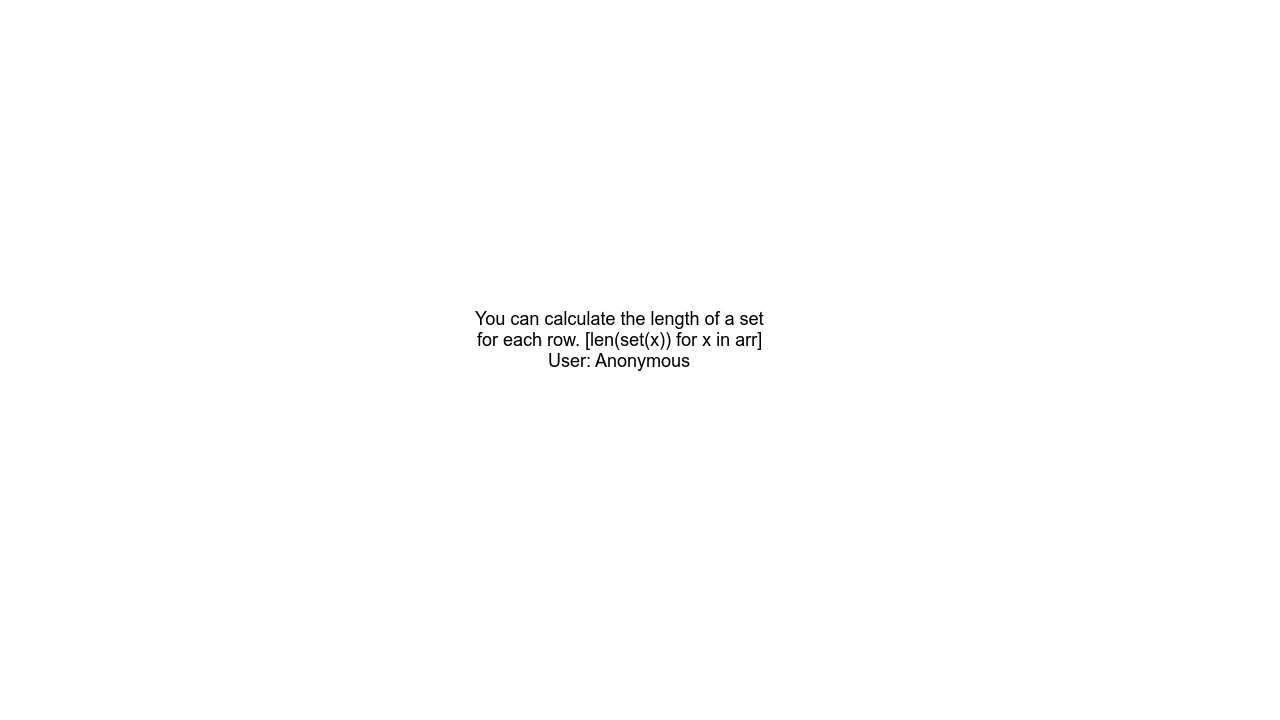 You can calculate the length of a set
for each row. [len(set(x)) for x in arr]
User: Anonymous